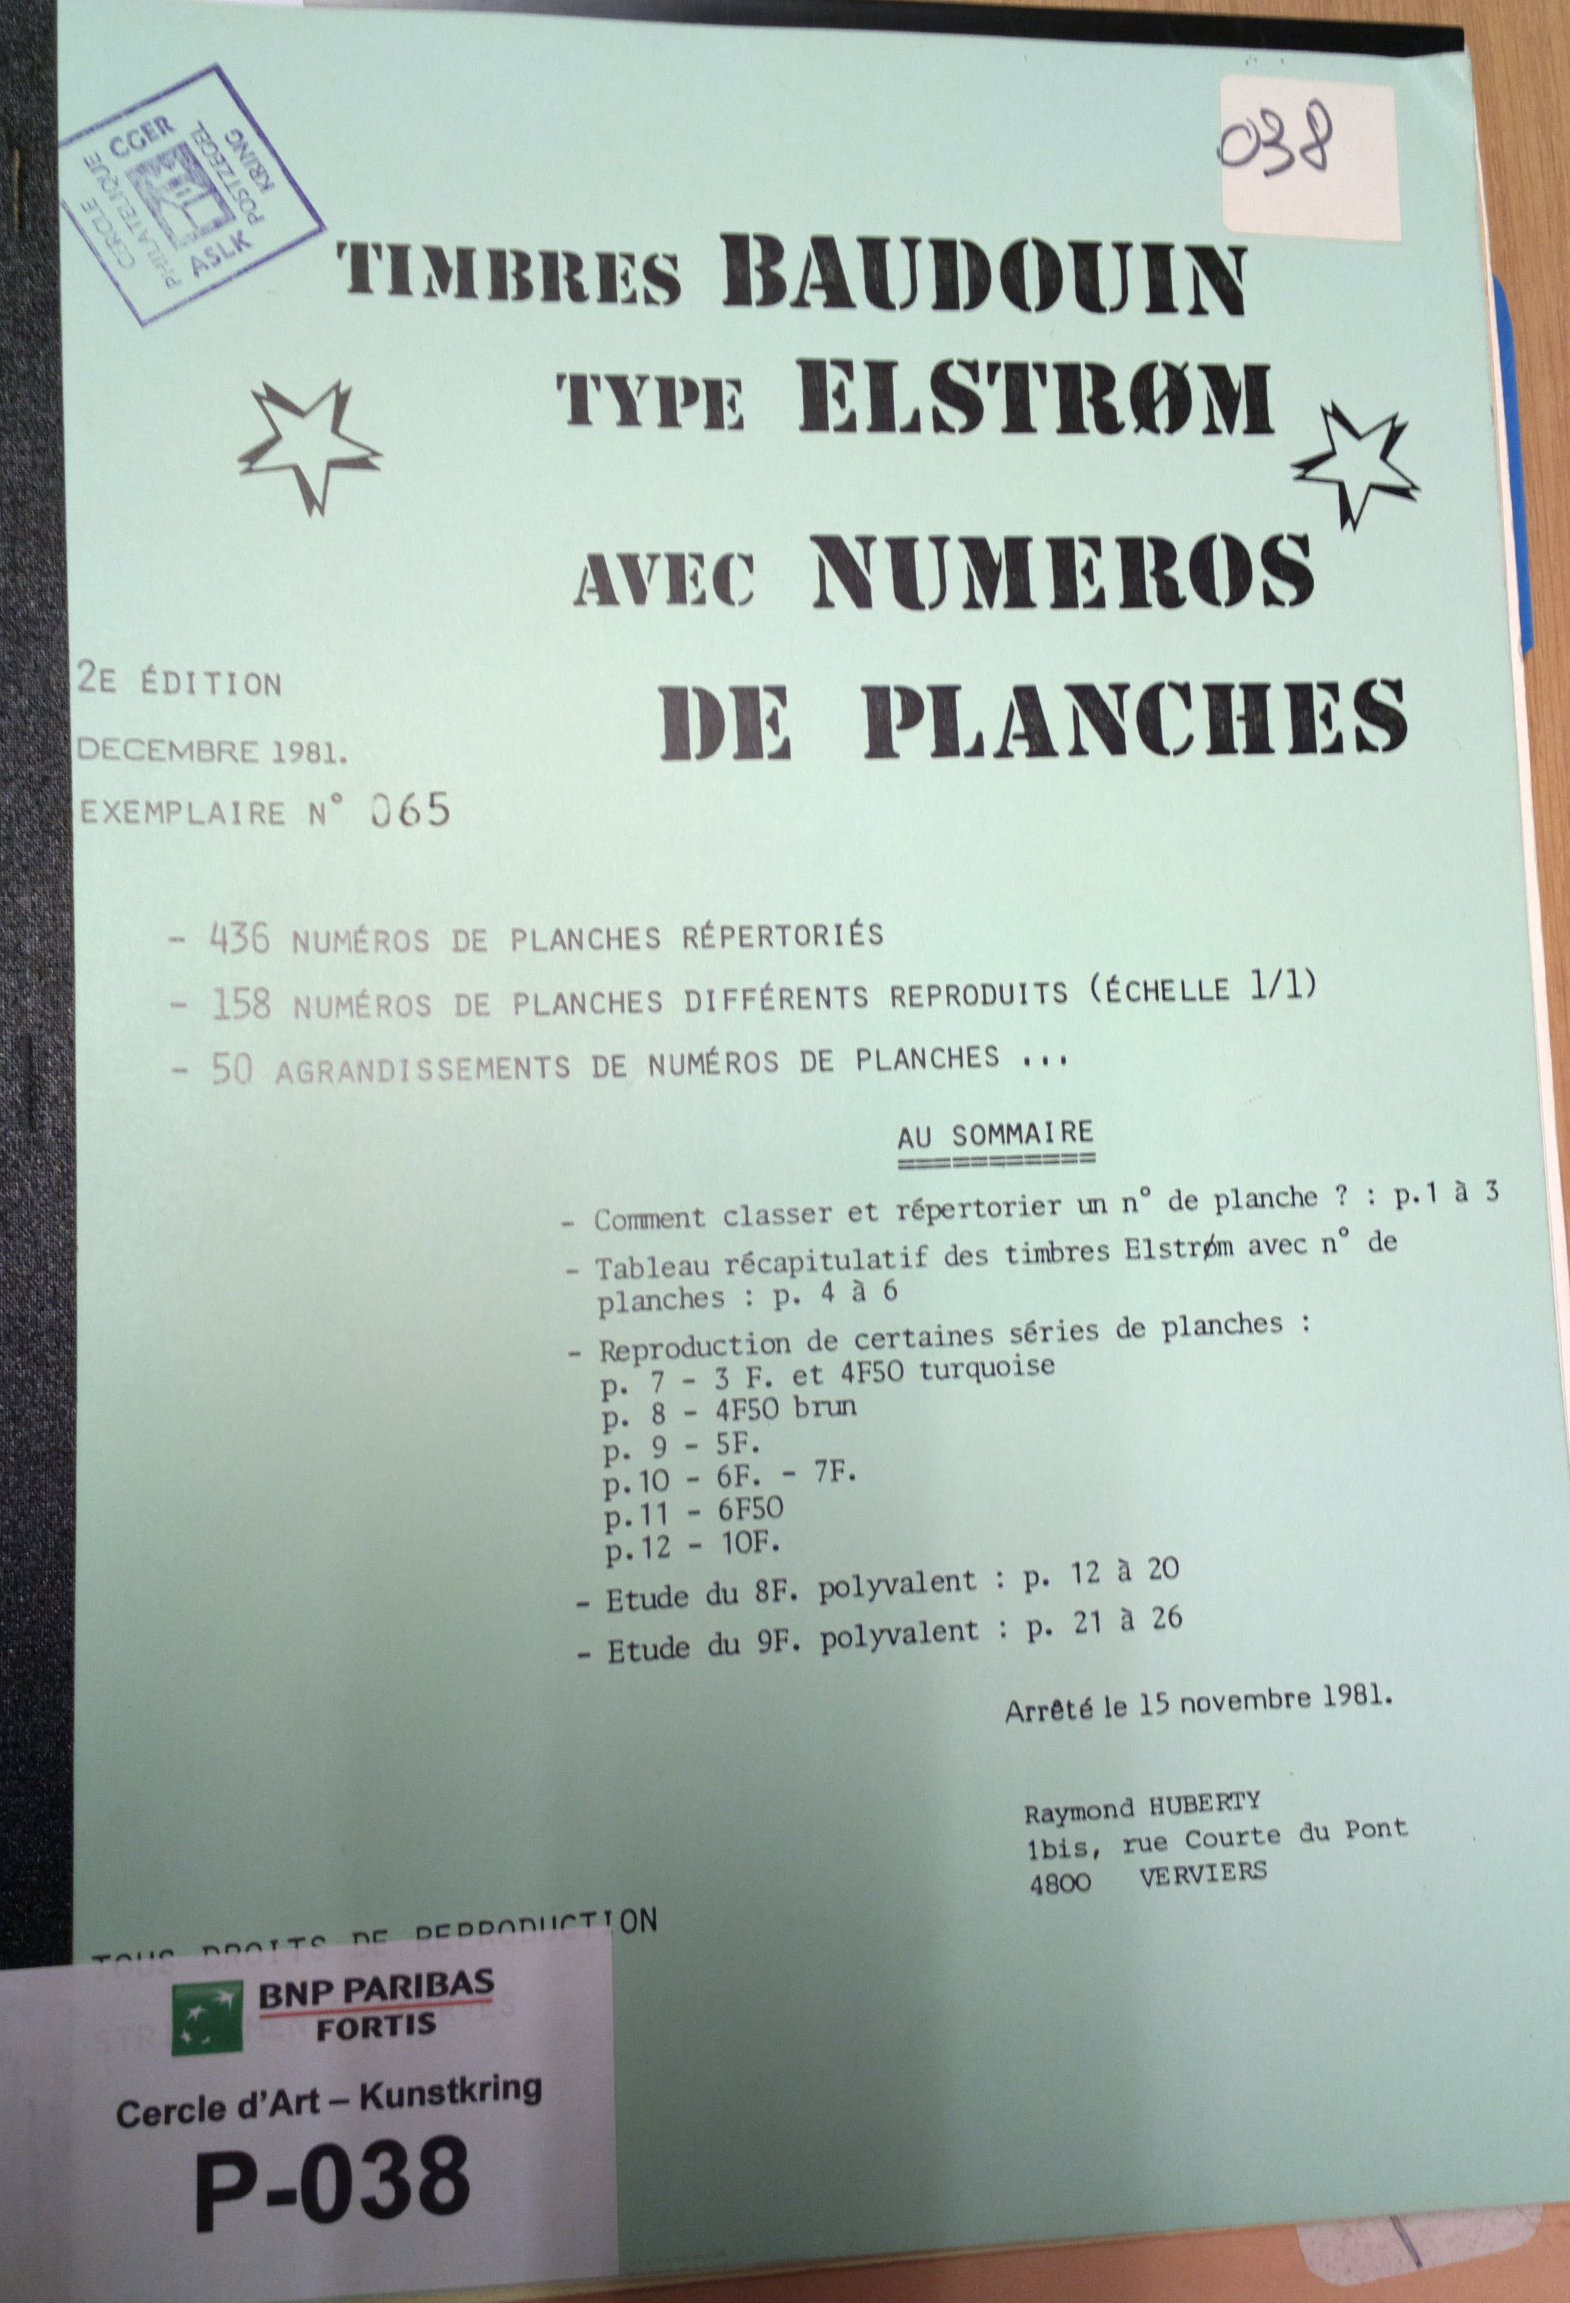 CERCLE
PHILATELIQUE
CGER
ASLK
POSTZEGEL
KRING
038
TIMBRES BAUDOUIN
TYPE ELSTRØM
AVEC NUMEROS
DE PLANCHES
2E ÉDITION
DECEMBRE 1981.
EXEMPLAIRE N° 065
- 436 NUMÉROS DE PLANCHES RÉPERTORIÉS
- 158 NUMÉROS DE PLANCHES DIFFÉRENTS REPRODUITS (ÉCHELLE 1/1)
- 50 AGRANDISSEMENTS DE NUMÉROS DE PLANCHES ...
AU SOMMAIRE
===========
- Comment classer et répertorier un n° de planche ? : p.1 à 3
- Tableau récapitulatif des timbres Elstrøm avec n° de
planches : p. 4 à 6
- Reproduction de certaines séries de planches :
p. 7 - 3 F. et 4F50 turquoise
p. 8 - 4F50 brun
p. 9 - 5F.
p.10 - 6F. - 7F.
p.11 - 6F50
p.12 - 10F.
- Etude du 8F. polyvalent : p. 12 à 20
- Etude du 9F. polyvalent : p. 21 à 26
Arrêté le 15 novembre 1981.
Raymond HUBERTY
1bis, rue Courte du Pont
4800 VERVIERS
TOUS DROITS DE REPRODUCTION
BNP PARIBAS
FORTIS
Cercle d'Art – Kunstkring
P-038